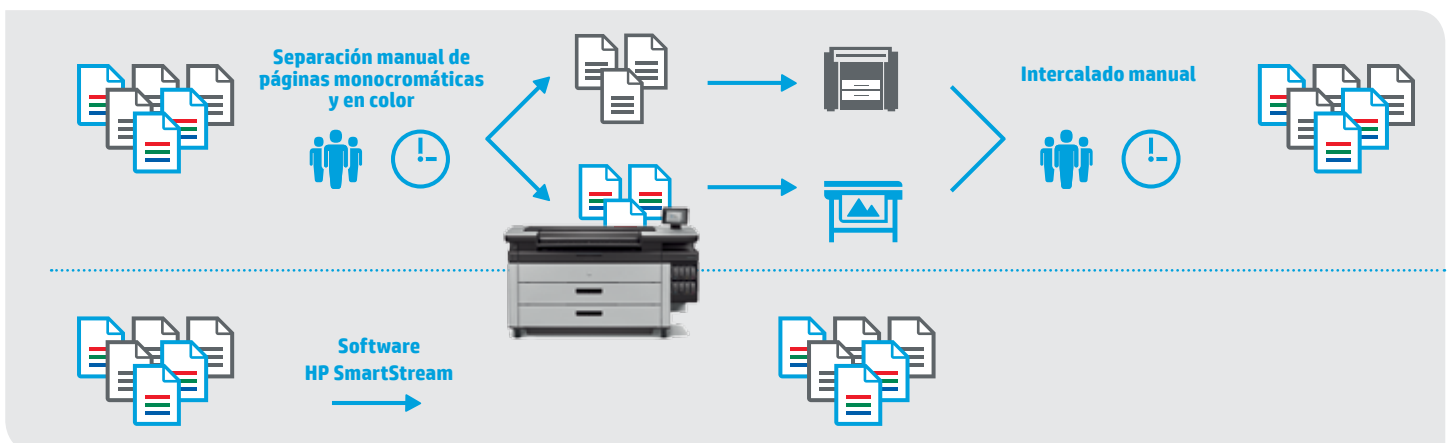 Separación manual de
páginas monocromáticas
y en color
Intercalado manual
Software
HP SmartStream